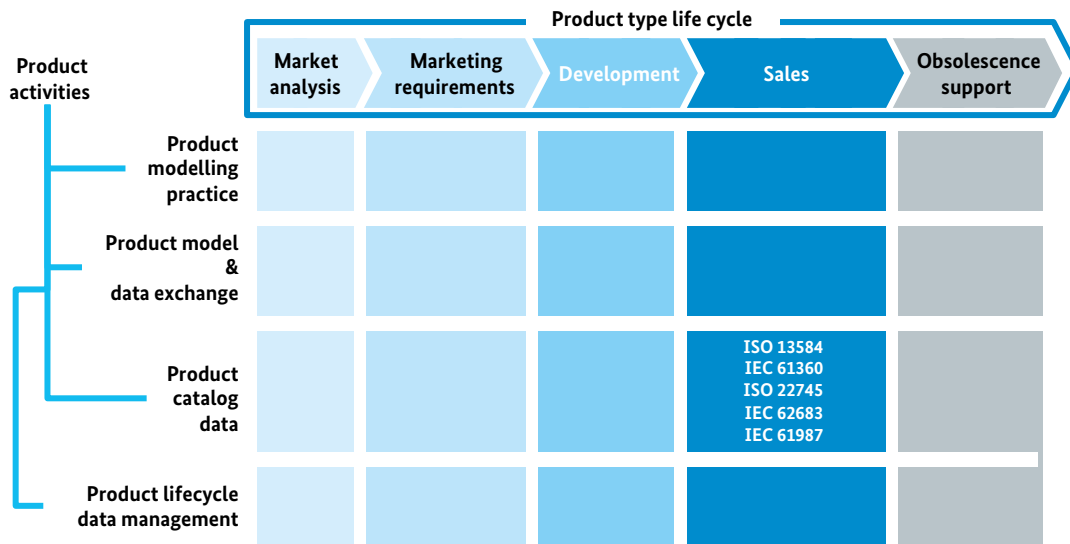 Product type life cycle
Market
analysis
Marketing
requirements
Development
Sales
Obsolescence
support
Product
activities
Product
modelling
practice
Product model
&
data exchange
Product
catalog
data
ISO 13584
IEC 61360
ISO 22745
IEC 62683
IEC 61987
Product lifecycle
data management